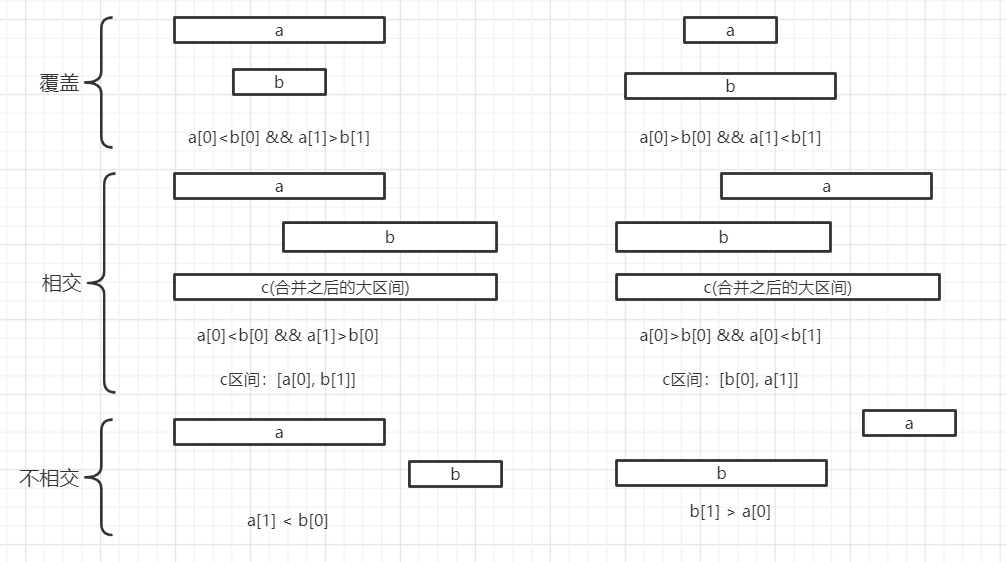 覆盖
a
a
b
b
a[0]<b[0] && a[1]>b[1]
a[0]>b[0] && a[1]<b[1]
相交
a
a
b
b
c(合并之后的大区间)
c(合并之后的大区间)
a[0]<b[0] && a[1]>b[0]
a[0]>b[0] && a[0]<b[1]
c区间：[a[0], b[1]]
c区间：[b[0], a[1]]
不相交
a
a
b
b
a[1] < b[0]
b[1] > a[0]